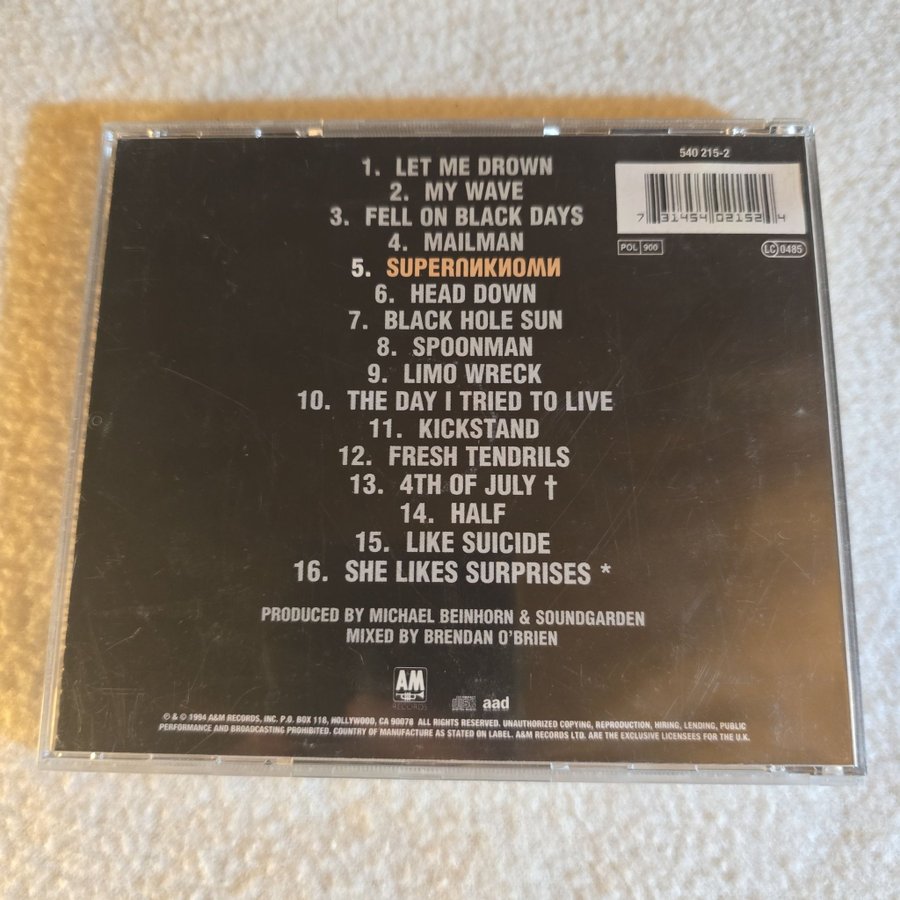 540 215-2
7 31454 02152 4
POL 900
LC 0485
1. LET ME DROWN
2. MY WAVE
3. FELL ON BLACK DAYS
4. MAILMAN
5. SUPERUNKNOWN
6. HEAD DOWN
7. BLACK HOLE SUN
8. SPOONMAN
9. LIMO WRECK
10. THE DAY I TRIED TO LIVE
11. KICKSTAND
12. FRESH TENDRILS
13. 4TH OF JULY †
14. HALF
15. LIKE SUICIDE
16. SHE LIKES SURPRISES *
PRODUCED BY MICHAEL BEINHORN & SOUNDGARDEN
MIXED BY BRENDAN O'BRIEN
AM
RECORDS
aad
℗ & © 1994 A&M RECORDS, INC. P.O. BOX 118, HOLLYWOOD, CA 90078 ALL RIGHTS RESERVED. UNAUTHORIZED COPYING, REPRODUCTION, HIRING, LENDING, PUBLIC
PERFORMANCE AND BROADCASTING PROHIBITED. COUNTRY OF MANUFACTURE AS STATED ON LABEL. A&M RECORDS LTD. ARE THE EXCLUSIVE LICENSEES FOR THE U.K.